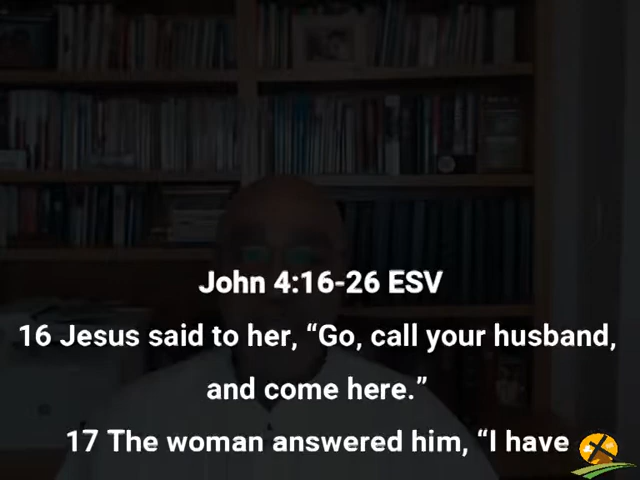 John 4:16-26 ESV
16 Jesus said to her, “Go, call your husband,
and come here.”
17 The woman answered him, “I have